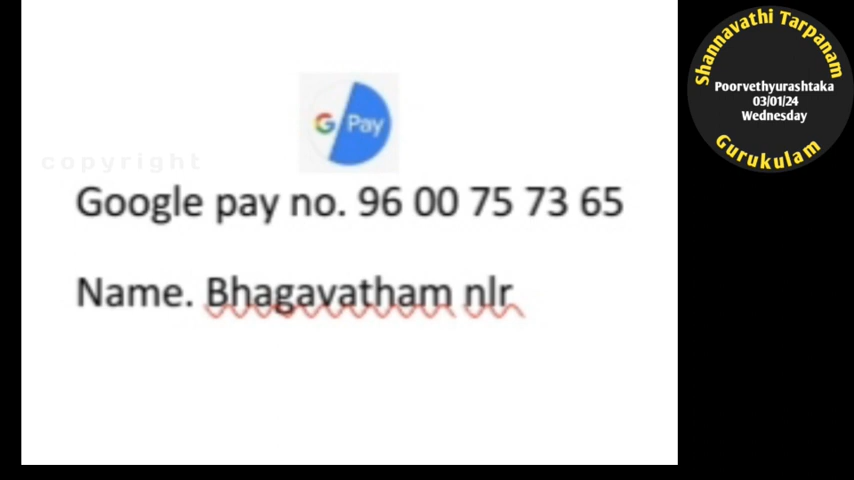 Shannavathi Tarpanam
Poorvethyurashtaka
03/01/24
Wednesday
Gurukulam
G Pay
copyright
Google pay no. 96 00 75 73 65
Name. Bhagavatham nlr